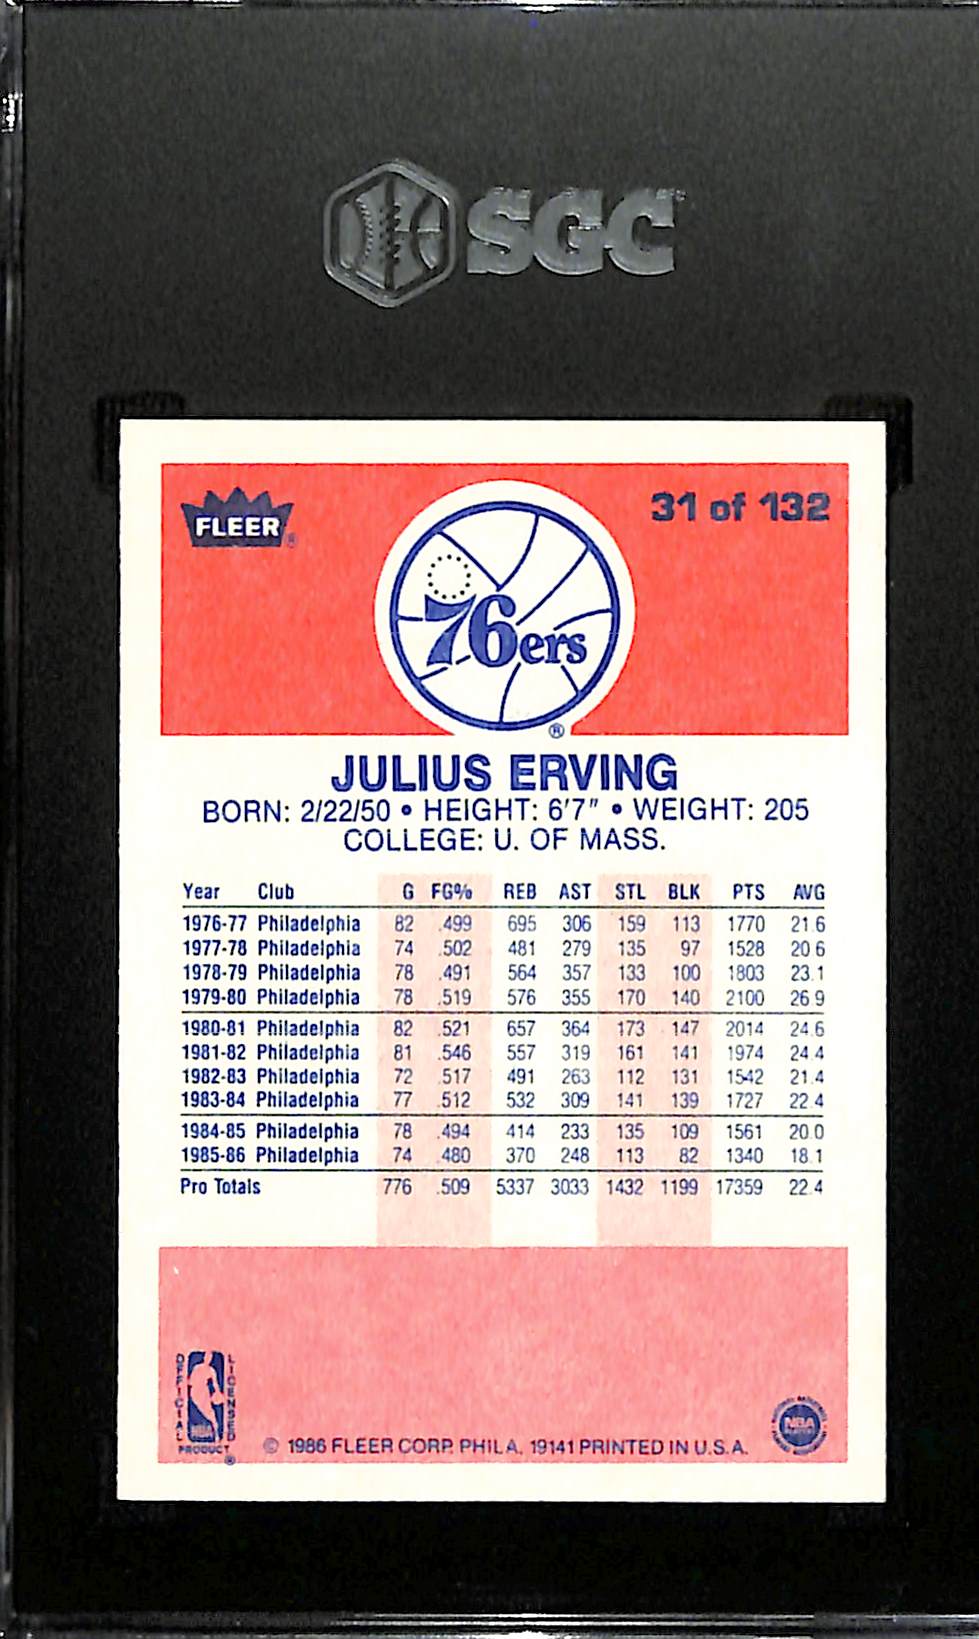 SGC
FLEER®
31 of 132
76ers
®
JULIUS ERVING
BORN: 2/22/50 • HEIGHT: 6'7" • WEIGHT: 205
COLLEGE: U. OF MASS.
Year Club G FG% REB AST STL BLK PTS AVG
1976-77 Philadelphia 82 .499 695 306 159 113 1770 21.6
1977-78 Philadelphia 74 .502 481 279 135 97 1528 20.6
1978-79 Philadelphia 78 .491 564 357 133 100 1803 23.1
1979-80 Philadelphia 78 .519 576 355 170 140 2100 26.9
1980-81 Philadelphia 82 .521 657 364 173 147 2014 24.6
1981-82 Philadelphia 81 .546 557 319 161 141 1974 24.4
1982-83 Philadelphia 72 .517 491 263 112 131 1542 21.4
1983-84 Philadelphia 77 .512 532 309 141 139 1727 22.4
1984-85 Philadelphia 78 .494 414 233 135 109 1561 20.0
1985-86 Philadelphia 74 .480 370 248 113 82 1340 18.1
Pro Totals 776 .509 5337 3033 1432 1199 17359 22.4
OFFICIAL LICENSED
NBA
PRODUCT
®
© 1986 FLEER CORP. PHILA. 19141 PRINTED IN U.S.A.
NBA